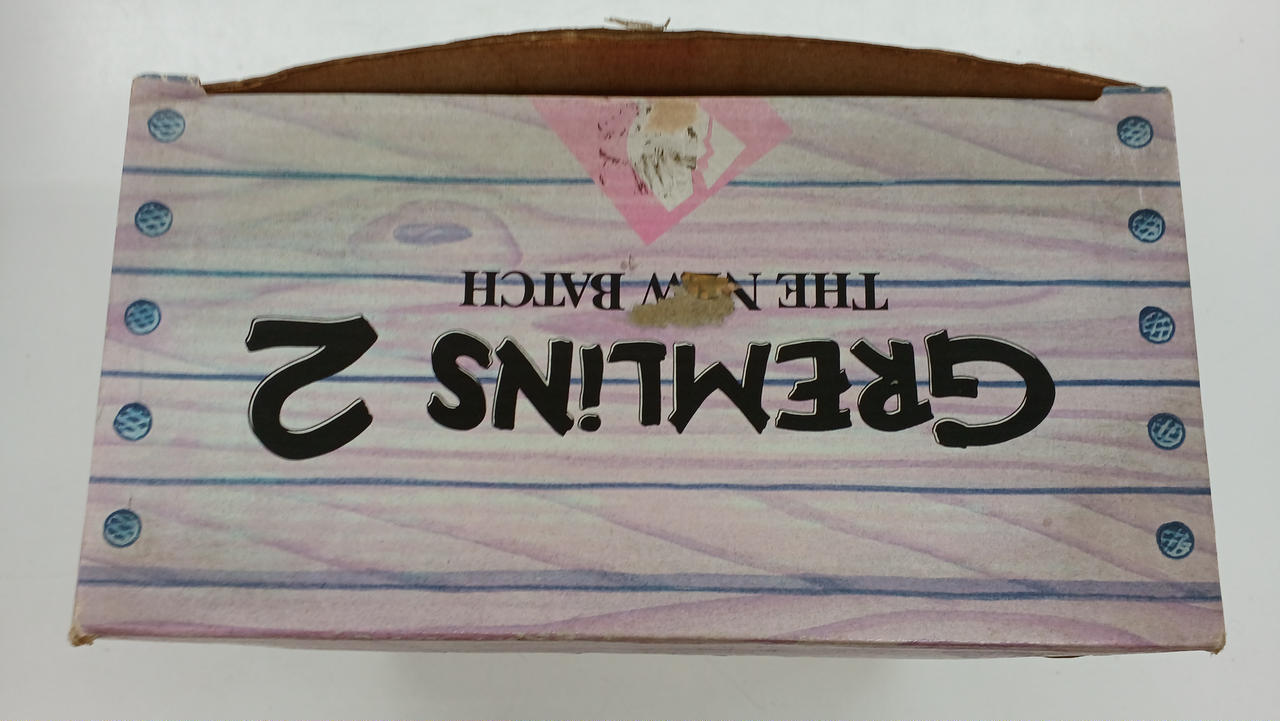 GREMLiNS 2
THE NEW BATCH